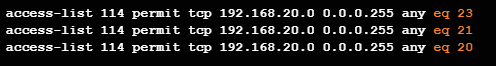 access-list 114 permit tcp 192.168.20.0 0.0.0.255 any eq 23
access-list 114 permit tcp 192.168.20.0 0.0.0.255 any eq 21
access-list 114 permit tcp 192.168.20.0 0.0.0.255 any eq 20